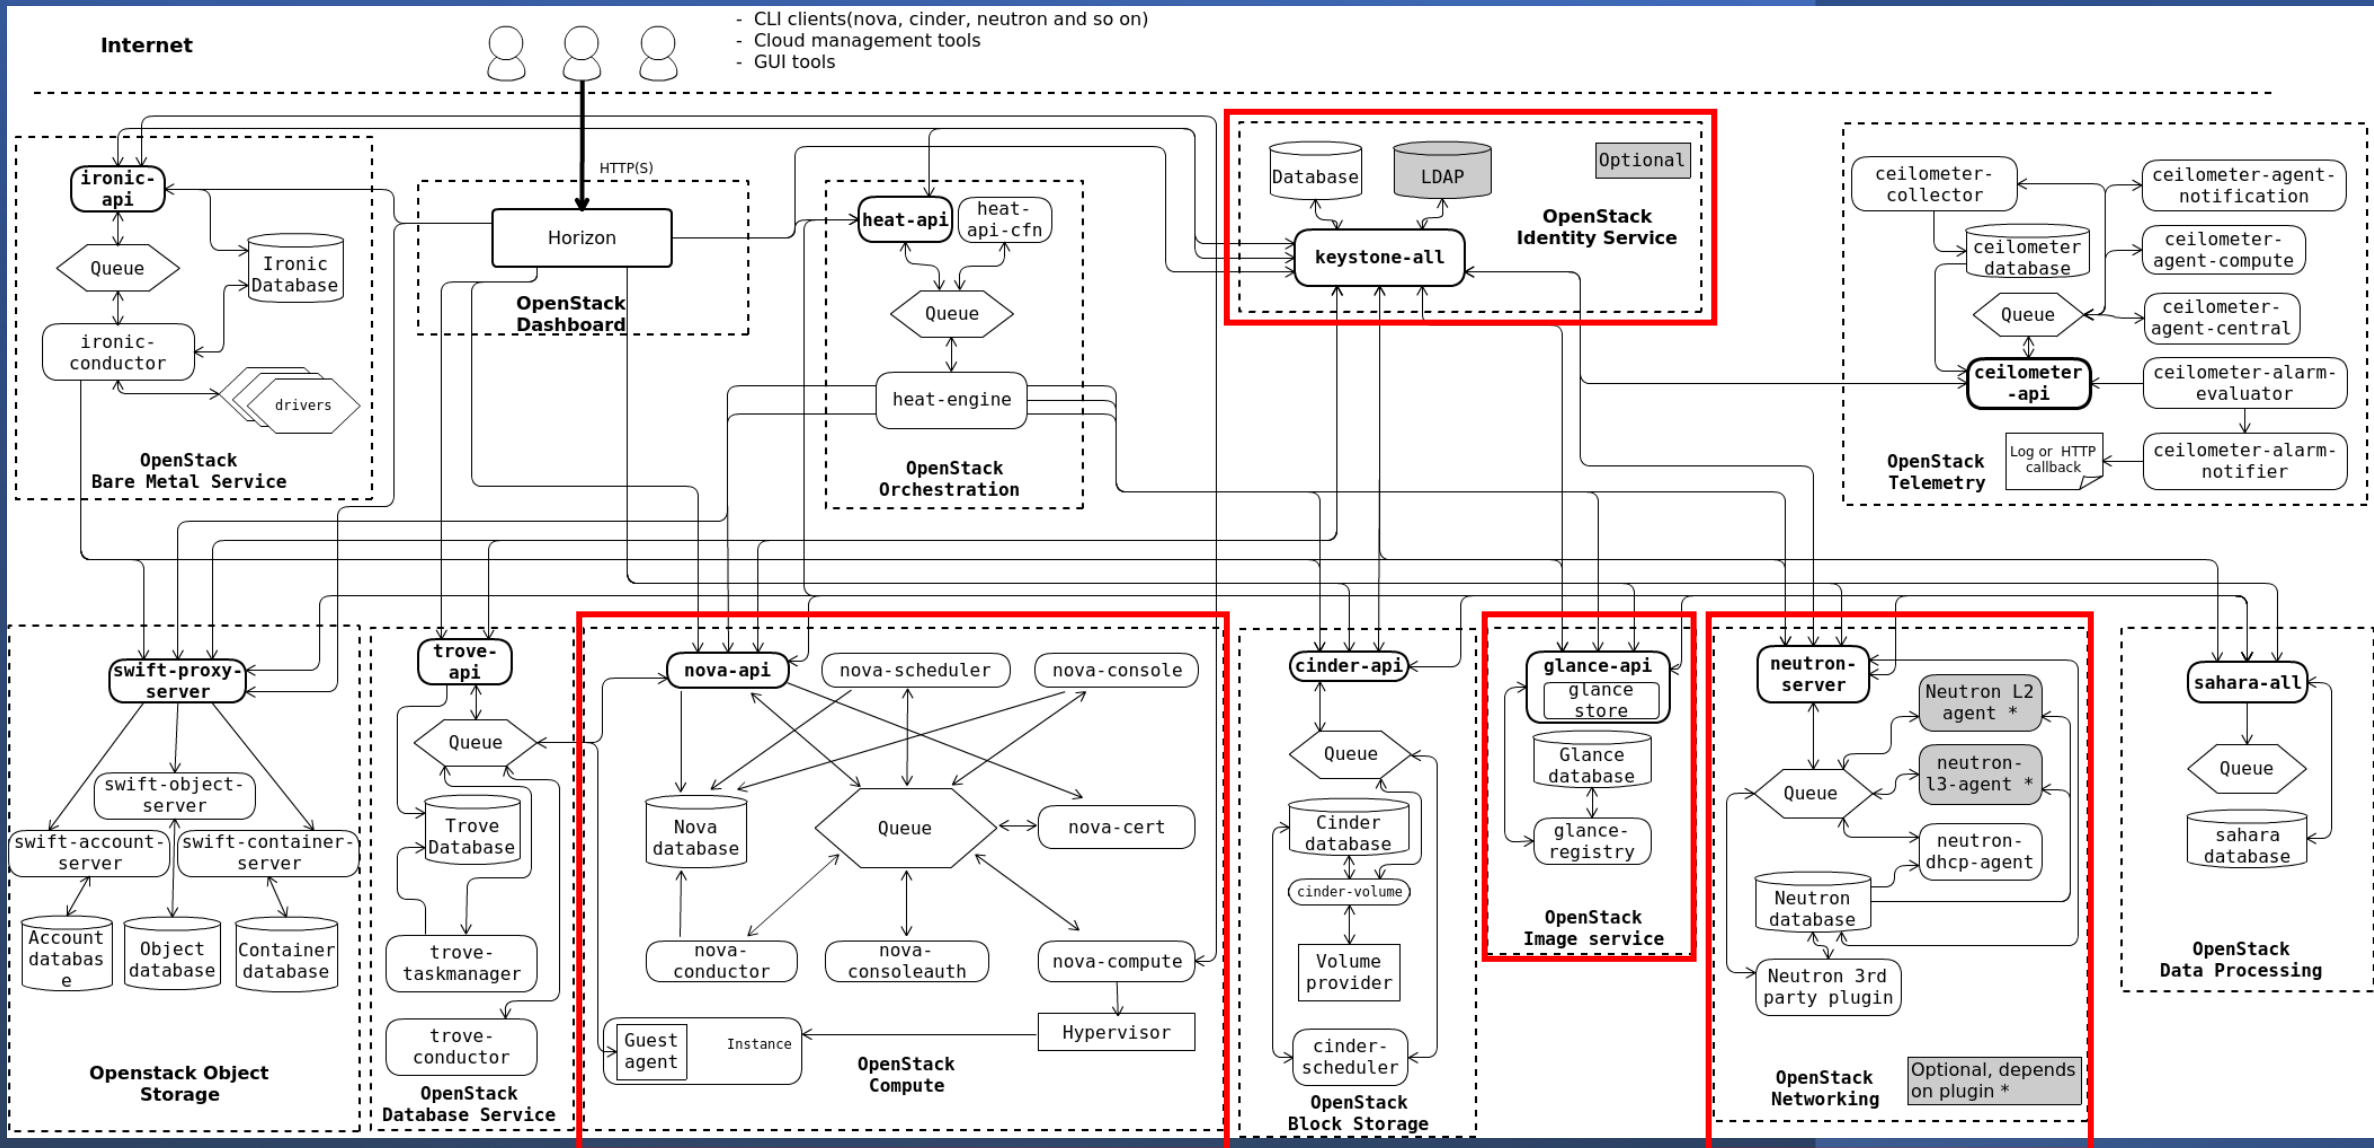 Internet
- CLI clients(nova, cinder, neutron and so on)
- Cloud management tools
- GUI tools
HTTP(S)
ironic-
api
Queue
Ironic
Database
ironic-
conductor
drivers
OpenStack
Bare Metal Service
Horizon
OpenStack
Dashboard
heat-api
heat-
api-cfn
Queue
heat-engine
OpenStack
Orchestration
Database
LDAP
Optional
OpenStack
Identity Service
keystone-all
ceilometer-
collector
ceilometer-agent-
notification
ceilometer
database
ceilometer-
agent-compute
Queue
ceilometer-
agent-central
ceilometer
-api
ceilometer-alarm-
evaluator
Log or HTTP
callback
ceilometer-alarm-
notifier
OpenStack
Telemetry
swift-proxy-
server
swift-object-
server
swift-account-
server
swift-container-
server
Account
databas
e
Object
database
Container
database
Openstack Object
Storage
trove-
api
Queue
Trove
Database
trove-
taskmanager
trove-
conductor
OpenStack
Database Service
nova-api
nova-scheduler
nova-console
Nova
database
Queue
nova-cert
nova-
conductor
nova-
consoleauth
nova-compute
Guest
agent
Instance
Hypervisor
OpenStack
Compute
cinder-api
Queue
Cinder
database
cinder-volume
Volume
provider
cinder-
scheduler
OpenStack
Block Storage
glance-api
glance
store
Glance
database
glance-
registry
OpenStack
Image service
neutron-
server
Neutron L2
agent *
neutron-
l3-agent *
Queue
neutron-
dhcp-agent
Neutron
database
Neutron 3rd
party plugin
OpenStack
Networking
Optional, depends
on plugin *
sahara-all
Queue
sahara
database
OpenStack
Data Processing